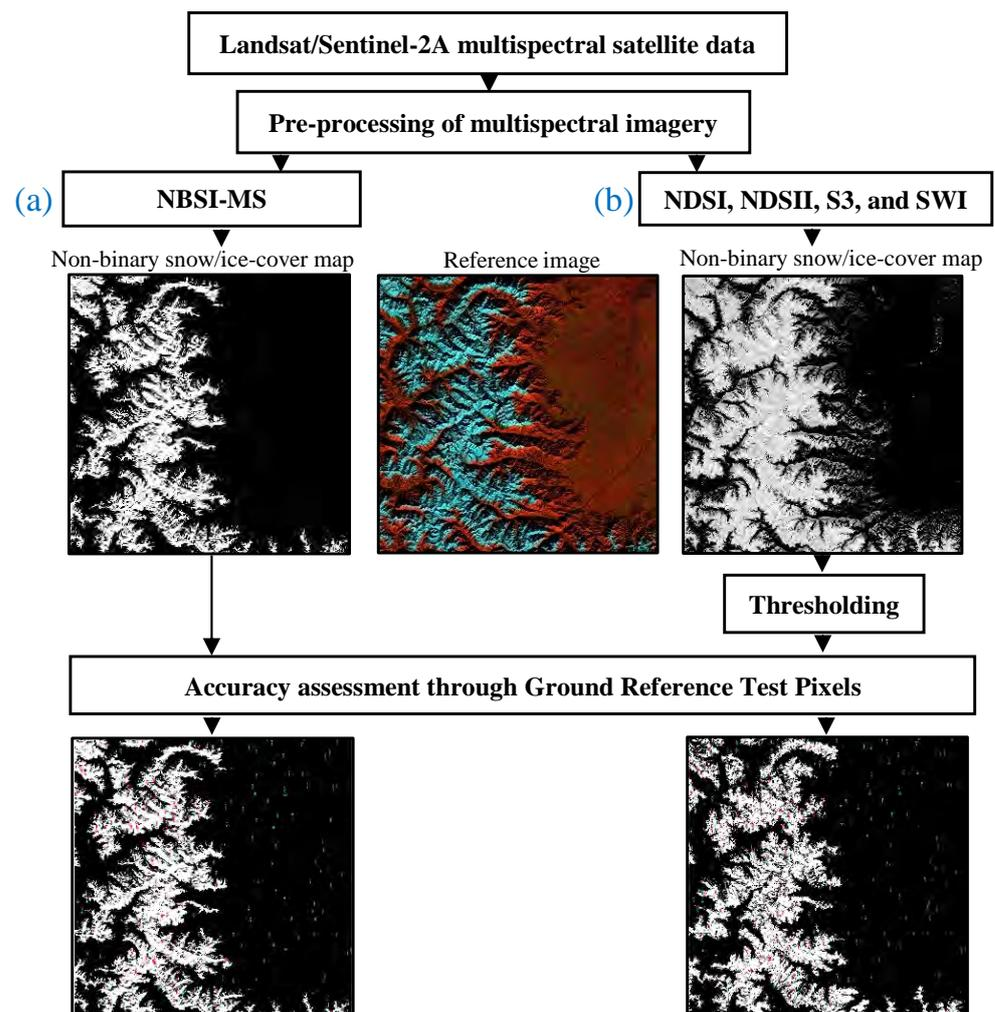 Landsat/Sentinel-2A multispectral satellite data
Pre-processing of multispectral imagery
(a)
NBSI-MS
(b)
NDSI, NDSII, S3, and SWI
Non-binary snow/ice-cover map
Reference image
Non-binary snow/ice-cover map
Thresholding
Accuracy assessment through Ground Reference Test Pixels